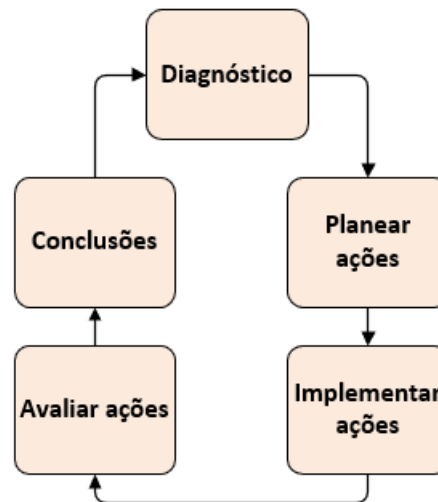 Diagnóstico
Planear
ações
Implementar
ações
Avaliar ações
Conclusões